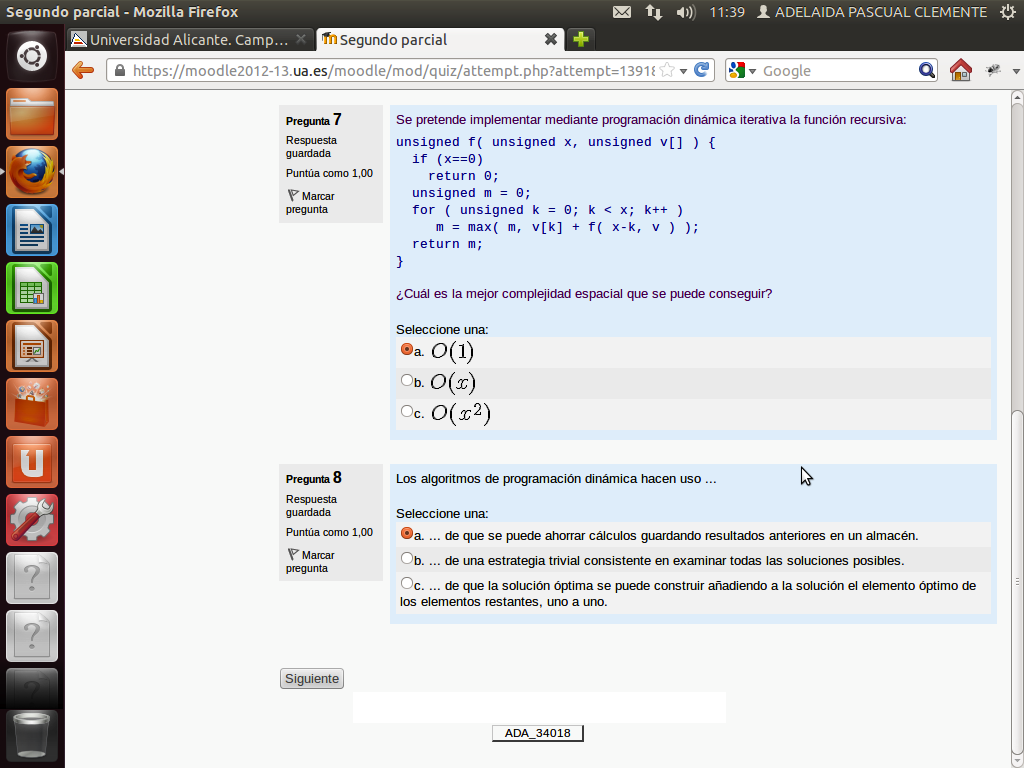 Segundo parcial - Mozilla Firefox
11:39
ADELAIDA PASCUAL CLEMENTE
Universidad Alicante. Camp...
Segundo parcial
https://moodle2012-13.ua.es/moodle/mod/quiz/attempt.php?attempt=13918
Google
Pregunta 7
Respuesta
guardada
Puntúa como 1,00
Marcar
pregunta
Se pretende implementar mediante programación dinámica iterativa la función recursiva:
unsigned f( unsigned x, unsigned v[] ) {
if (x==0)
return 0;
unsigned m = 0;
for ( unsigned k = 0; k < x; k++ )
m = max( m, v[k] + f( x-k, v ) );
return m;
}
¿Cuál es la mejor complejidad espacial que se puede conseguir?
Seleccione una:
a. O(1)
b. O(x)
c. O(x²)
Pregunta 8
Respuesta
guardada
Puntúa como 1,00
Marcar
pregunta
Los algoritmos de programación dinámica hacen uso ...
Seleccione una:
a. ... de que se puede ahorrar cálculos guardando resultados anteriores en un almacén.
b. ... de una estrategia trivial consistente en examinar todas las soluciones posibles.
c. ... de que la solución óptima se puede construir añadiendo a la solución el elemento óptimo de
los elementos restantes, uno a uno.
Siguiente
ADA_34018